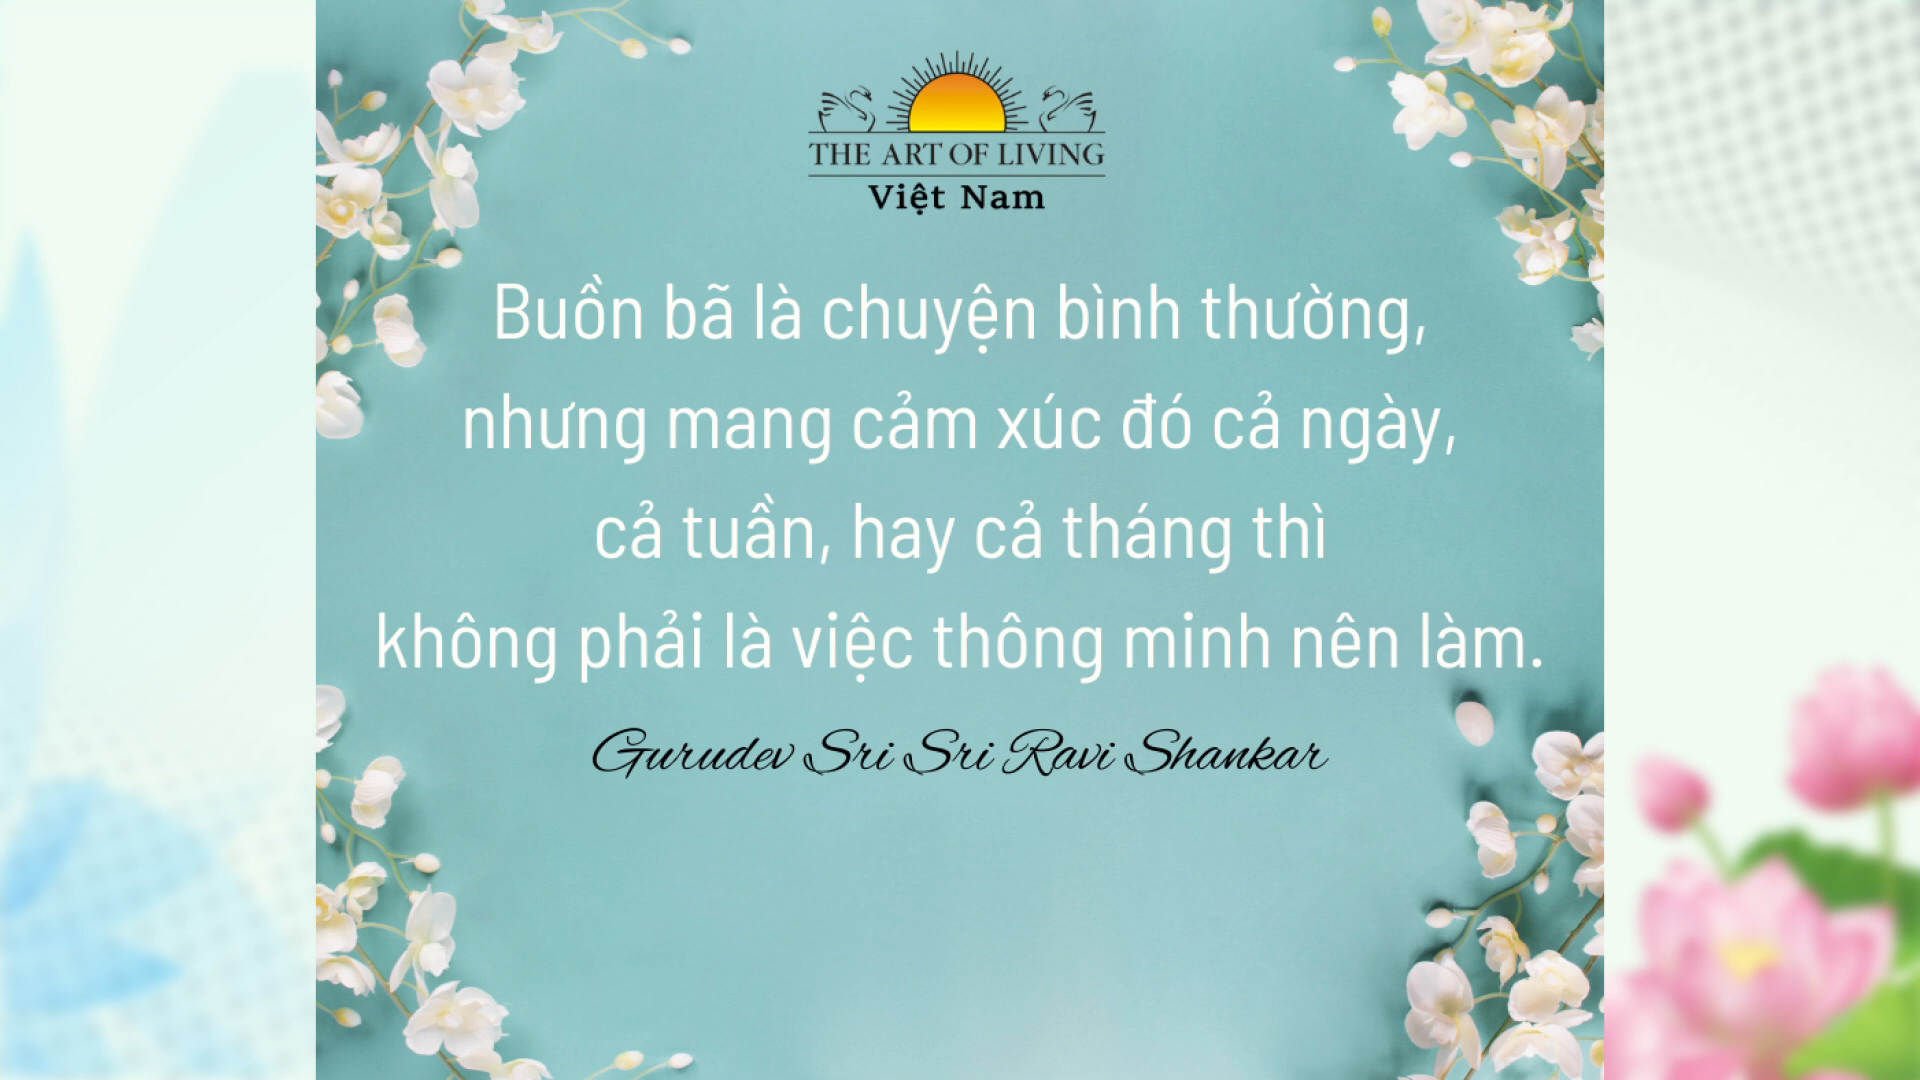 THE ART OF LIVING
Việt Nam
Buồn bã là chuyện bình thường,
nhưng mang cảm xúc đó cả ngày,
cả tuần, hay cả tháng thì
không phải là việc thông minh nên làm.
Gurudev Sri Sri Ravi Shankar